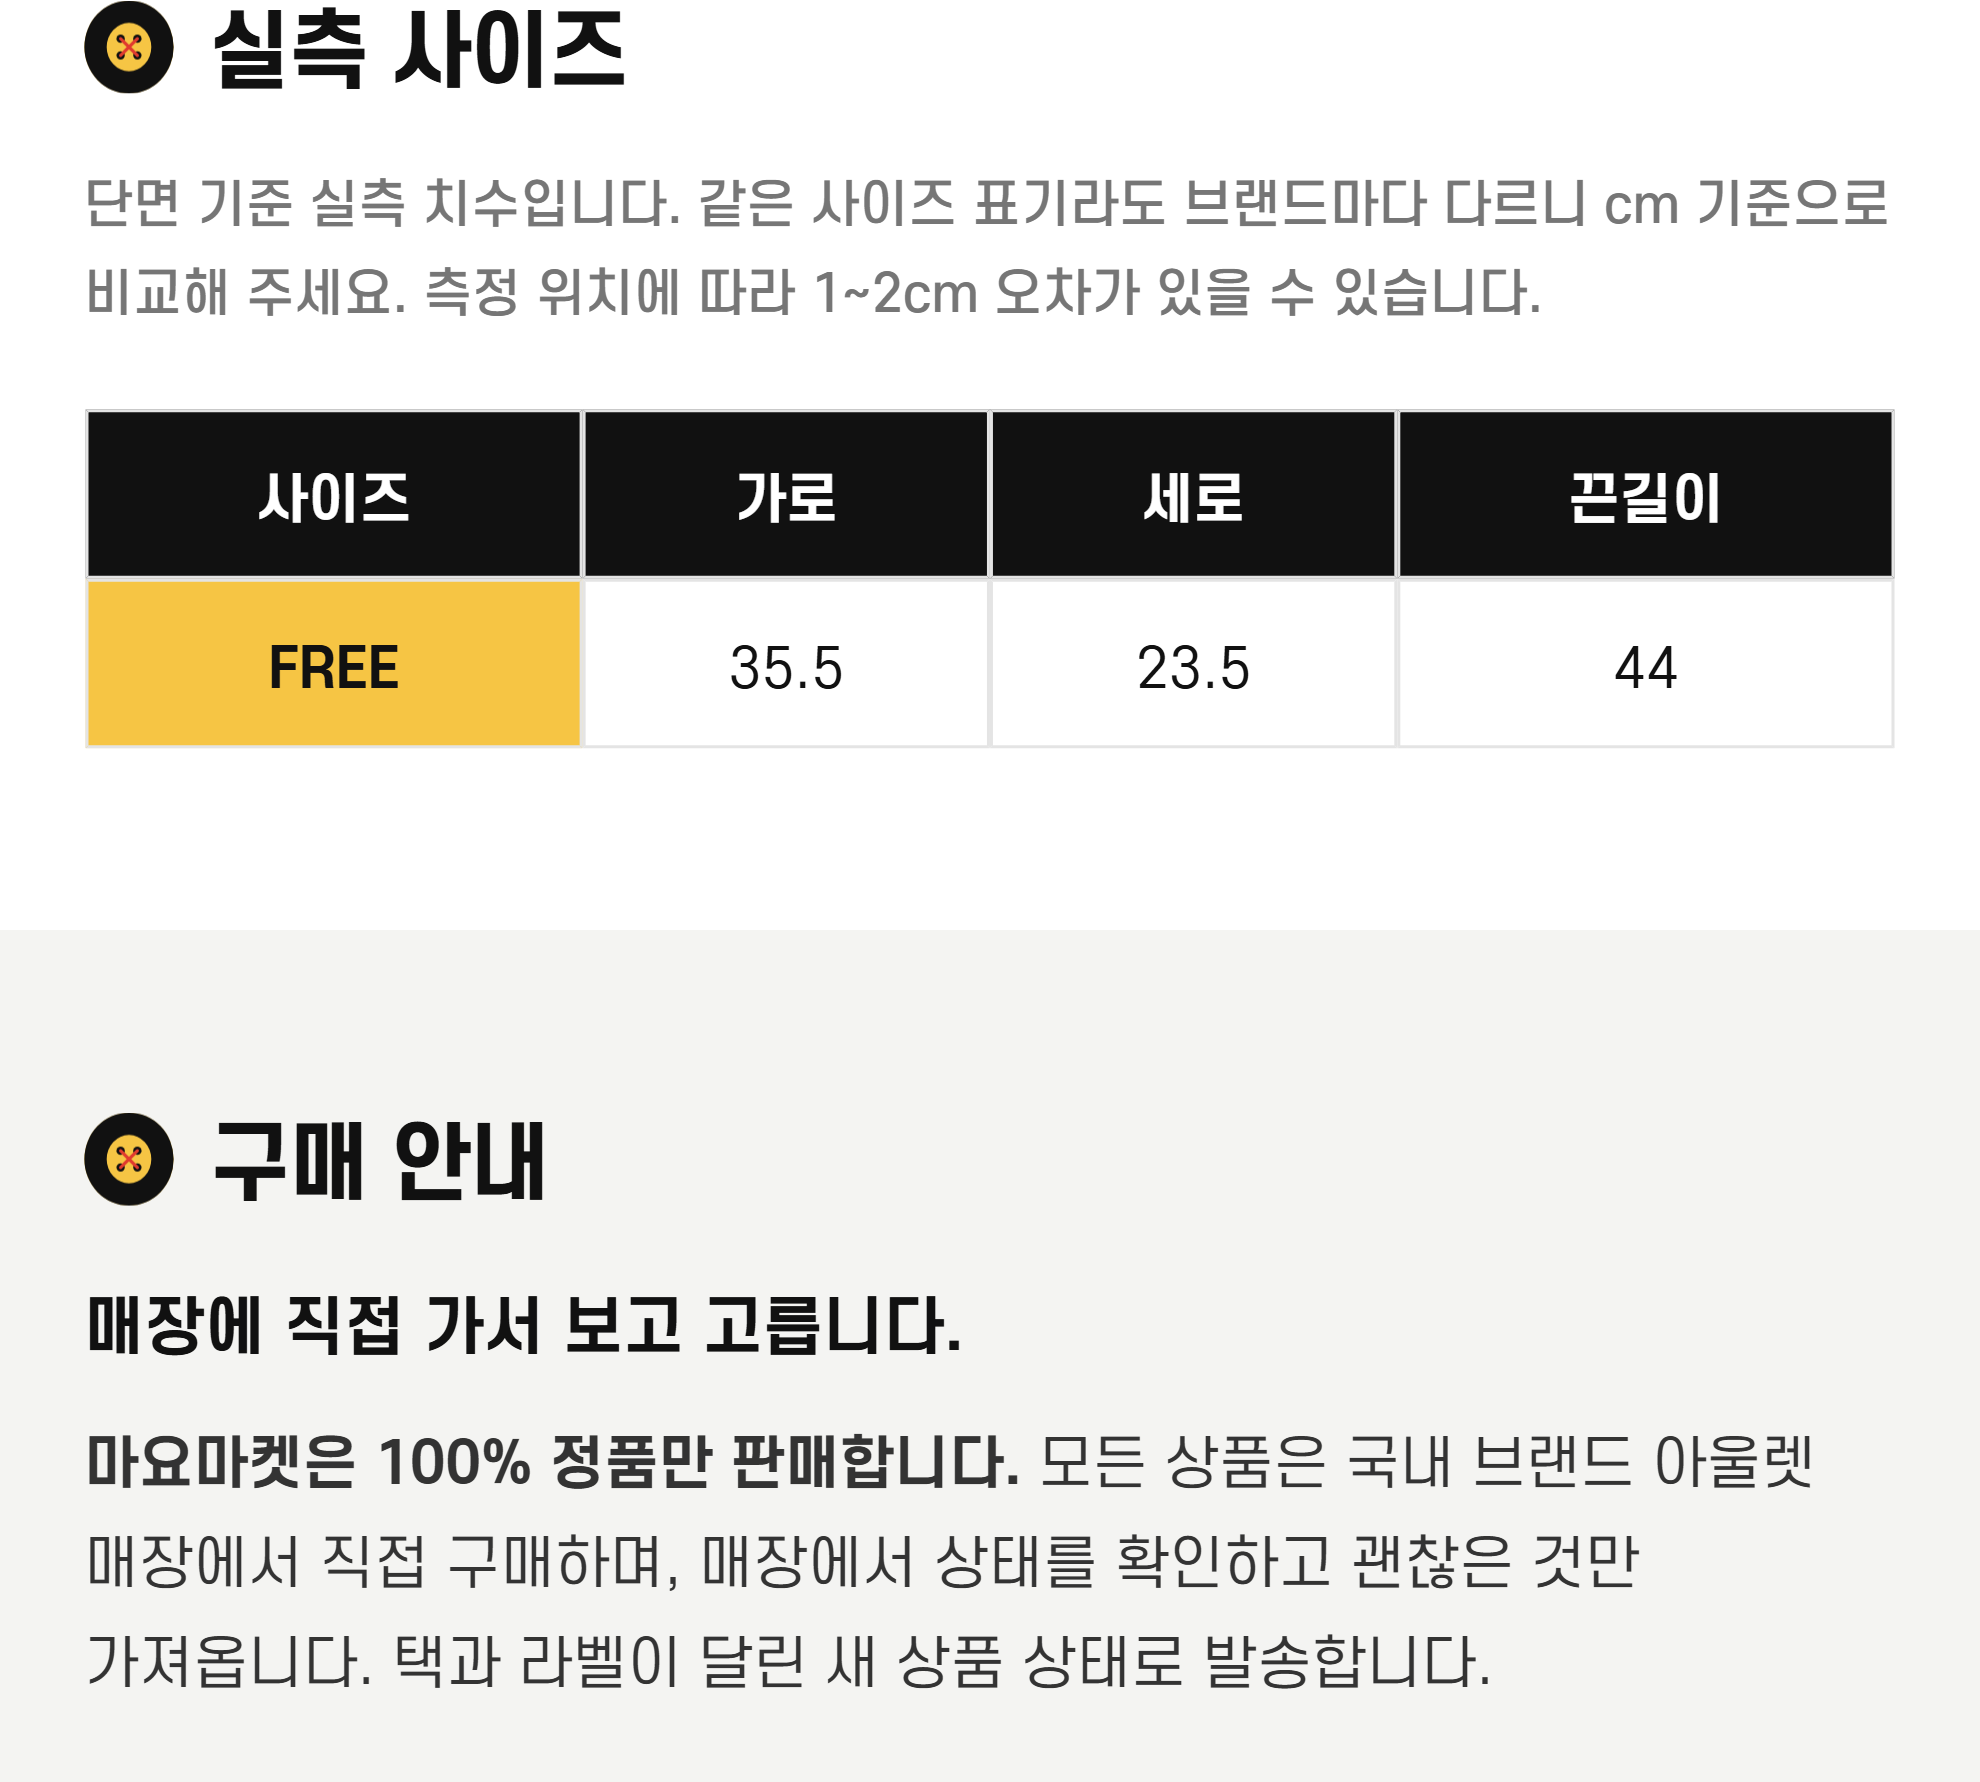 실측 사이즈
단면 기준 실측 치수입니다. 같은 사이즈 표기라도 브랜드마다 다르니 cm 기준으로
비교해 주세요. 측정 위치에 따라 1~2cm 오차가 있을 수 있습니다.
사이즈 가로 세로 끈길이
FREE 35.5 23.5 44
구매 안내
매장에 직접 가서 보고 고릅니다.
마요마켓은 100% 정품만 판매합니다. 모든 상품은 국내 브랜드 아울렛
매장에서 직접 구매하며, 매장에서 상태를 확인하고 괜찮은 것만
가져옵니다. 택과 라벨이 달린 새 상품 상태로 발송합니다.